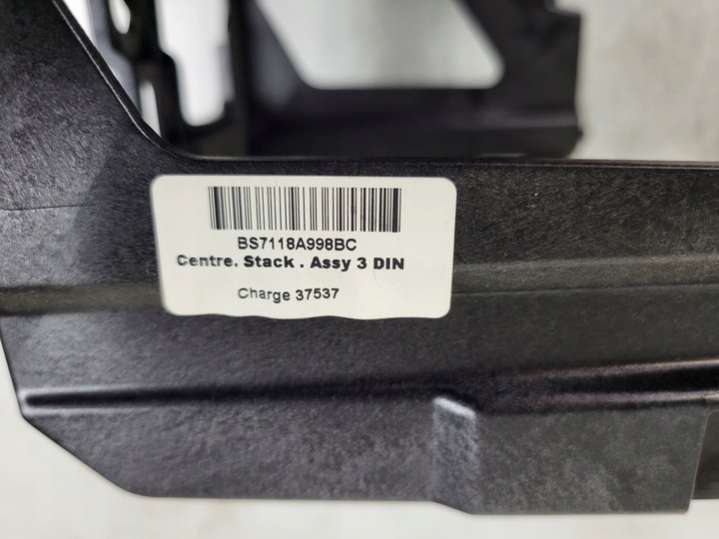 BS7118A998BC
Centre. Stack . Assy 3 DIN
Charge 37537